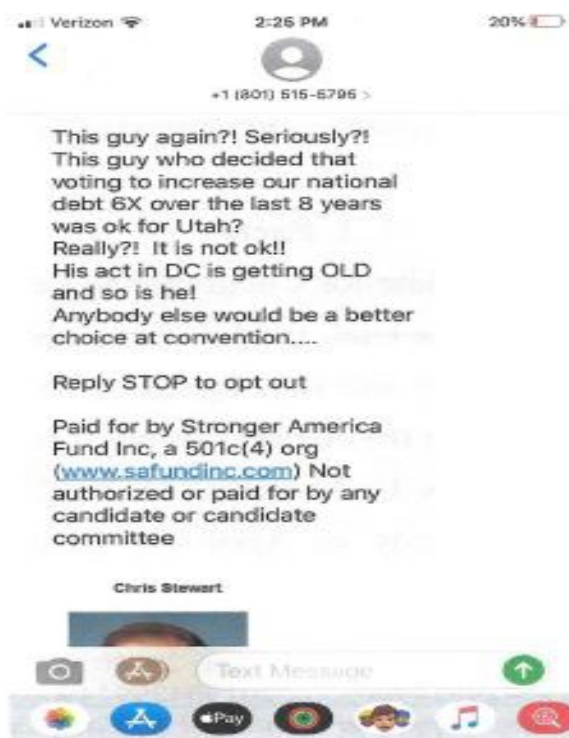 Verizon 2:25 PM 20%
+1 (801) 515-5795 >
This guy again?! Seriously?!
This guy who decided that
voting to increase our national
debt 6X over the last 8 years
was ok for Utah?
Really?! It is not ok!!
His act in DC is getting OLD
and so is he!
Anybody else would be a better
choice at convention....
Reply STOP to opt out
Paid for by Stronger America
Fund Inc, a 501c(4) org
(www.safundinc.com) Not
authorized or paid for by any
candidate or candidate
committee
Chris Stewart
Text Message
Pay